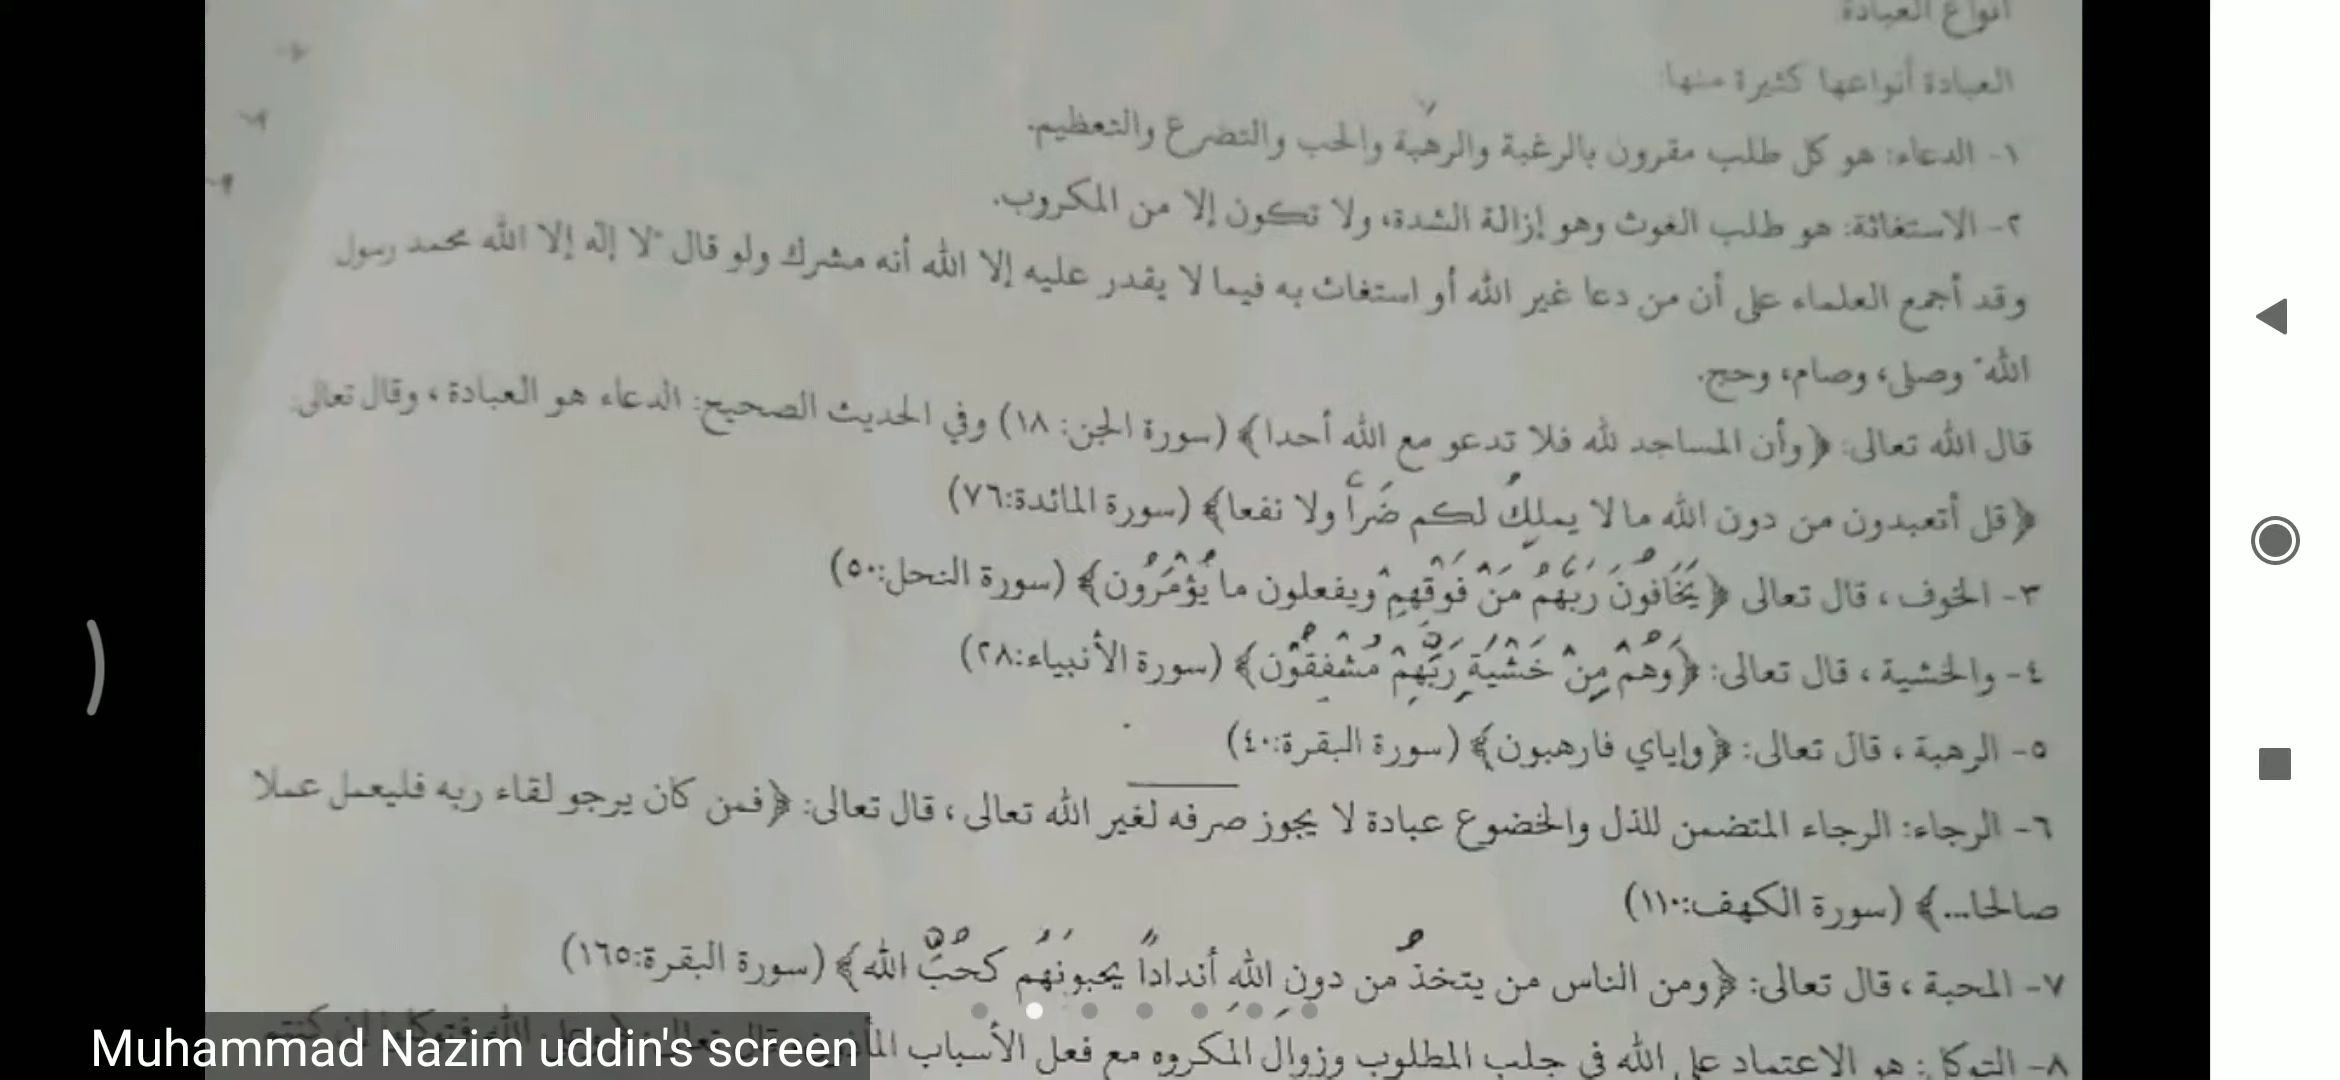 أنواع العبادة
العبادة أنواعها كثيرة منها:
١- الدعاء: هو كل طلب مقرون بالرغبة والرهبة والحب والتضرع والتعظيم.
٢- الاستغاثة: هو طلب الغوث وهو إزالة الشدة، ولا تكون إلا من المكروب.
وقد أجمع العلماء على أن من دعا غير الله أو استغاث به فيما لا يقدر عليه إلا الله أنه مشرك ولو قال "لا إله إلا الله محمد رسول
الله" وصلى، وصام، وحج.
قال الله تعالى: ﴿وأن المساجد لله فلا تدعو مع الله أحدا﴾ (سورة الجن: ١٨) وفي الحديث الصحيح: الدعاء هو العبادة، وقال تعالى:
﴿قل أتعبدون من دون الله ما لا يملِكُ لكم ضَراً ولا نفعا﴾ (سورة المائدة:٧٦)
٣- الخوف، قال تعالى ﴿يَخَافُونَ رَبَّهُمْ مَنْ فَوْقِهِمْ ويفعلون ما يُؤْمَرُون﴾ (سورة النحل:٥٠)
٤- والخشية، قال تعالى: ﴿وَهُمْ مِنْ خَشْيَةِ رَبِّهِمْ مُشْفِقُوْن﴾ (سورة الأنبياء:٢٨)
٥- الرهبة، قال تعالى: ﴿وإياي فارهبون﴾ (سورة البقرة:٤٠)
٦- الرجاء: الرجاء المتضمن للذل والخضوع عبادة لا يجوز صرفه لغير الله تعالى، قال تعالى: ﴿فمن كان يرجو لقاء ربه فليعمل عملا
صالحا...﴾ (سورة الكهف:١١٠)
٧- المحبة، قال تعالى: ﴿ومن الناس من يتخذُ من دونِ اللهِ أنداداً يحبونَهُم كحُبِّ الله﴾ (سورة البقرة:١٦٥)
٨- التوكل: هو الاعتماد على الله في جلب المطلوب وزوال المكروه مع فعل الأسباب
Muhammad Nazim uddin's screen